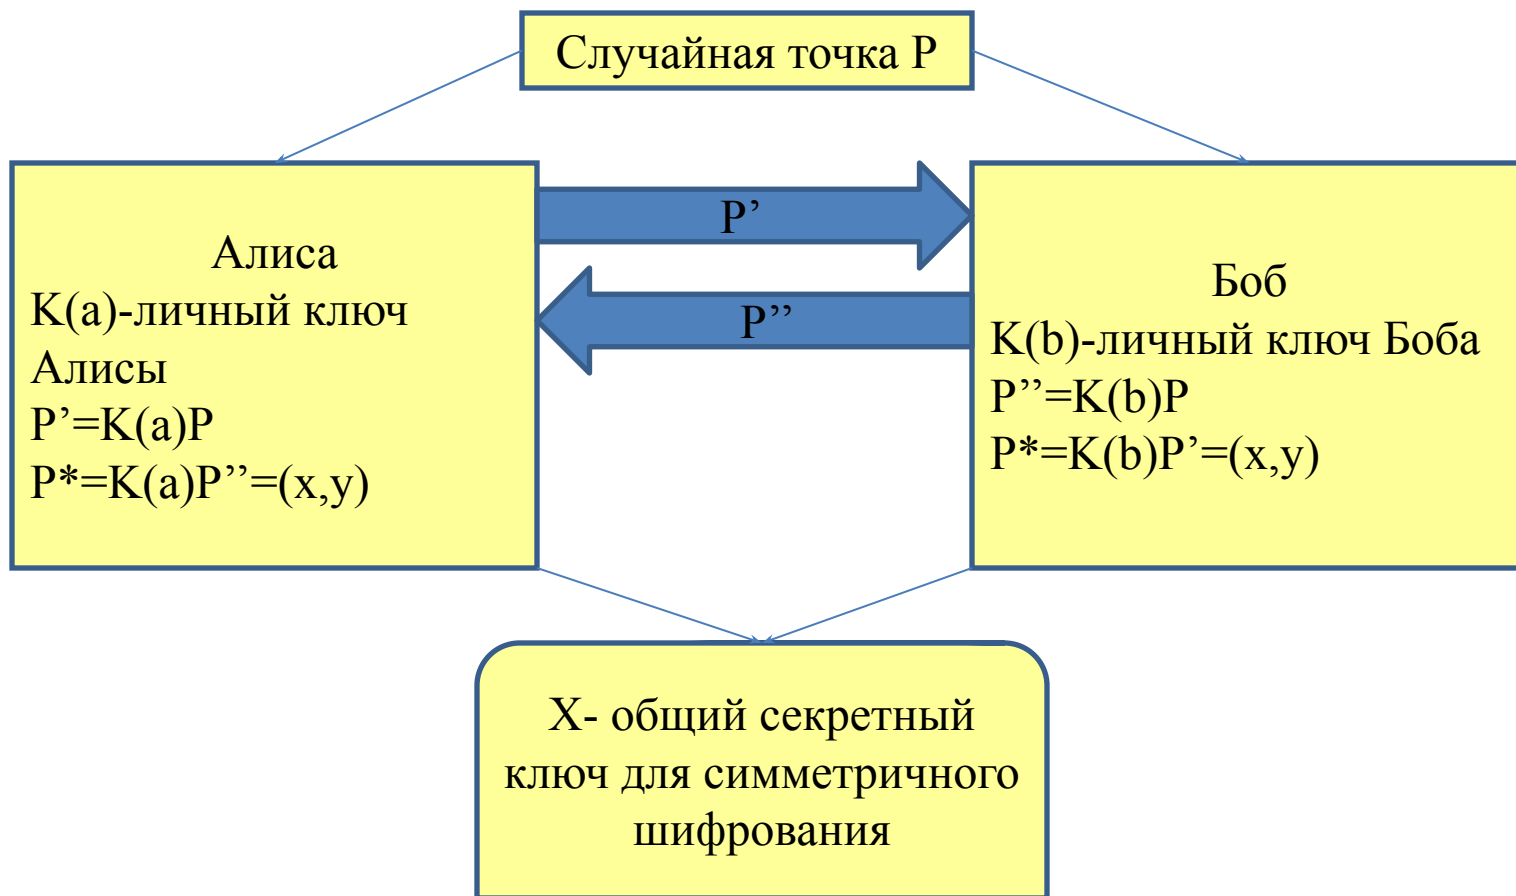 Случайная точка Р
P’
P’’
Алиса
K(a)-личный ключ
Алисы
P’=K(a)P
P*=K(a)P’’=(x,y)
Боб
K(b)-личный ключ Боба
P’’=K(b)P
P*=K(b)P’=(x,y)
X- общий секретный
ключ для симметричного
шифрования